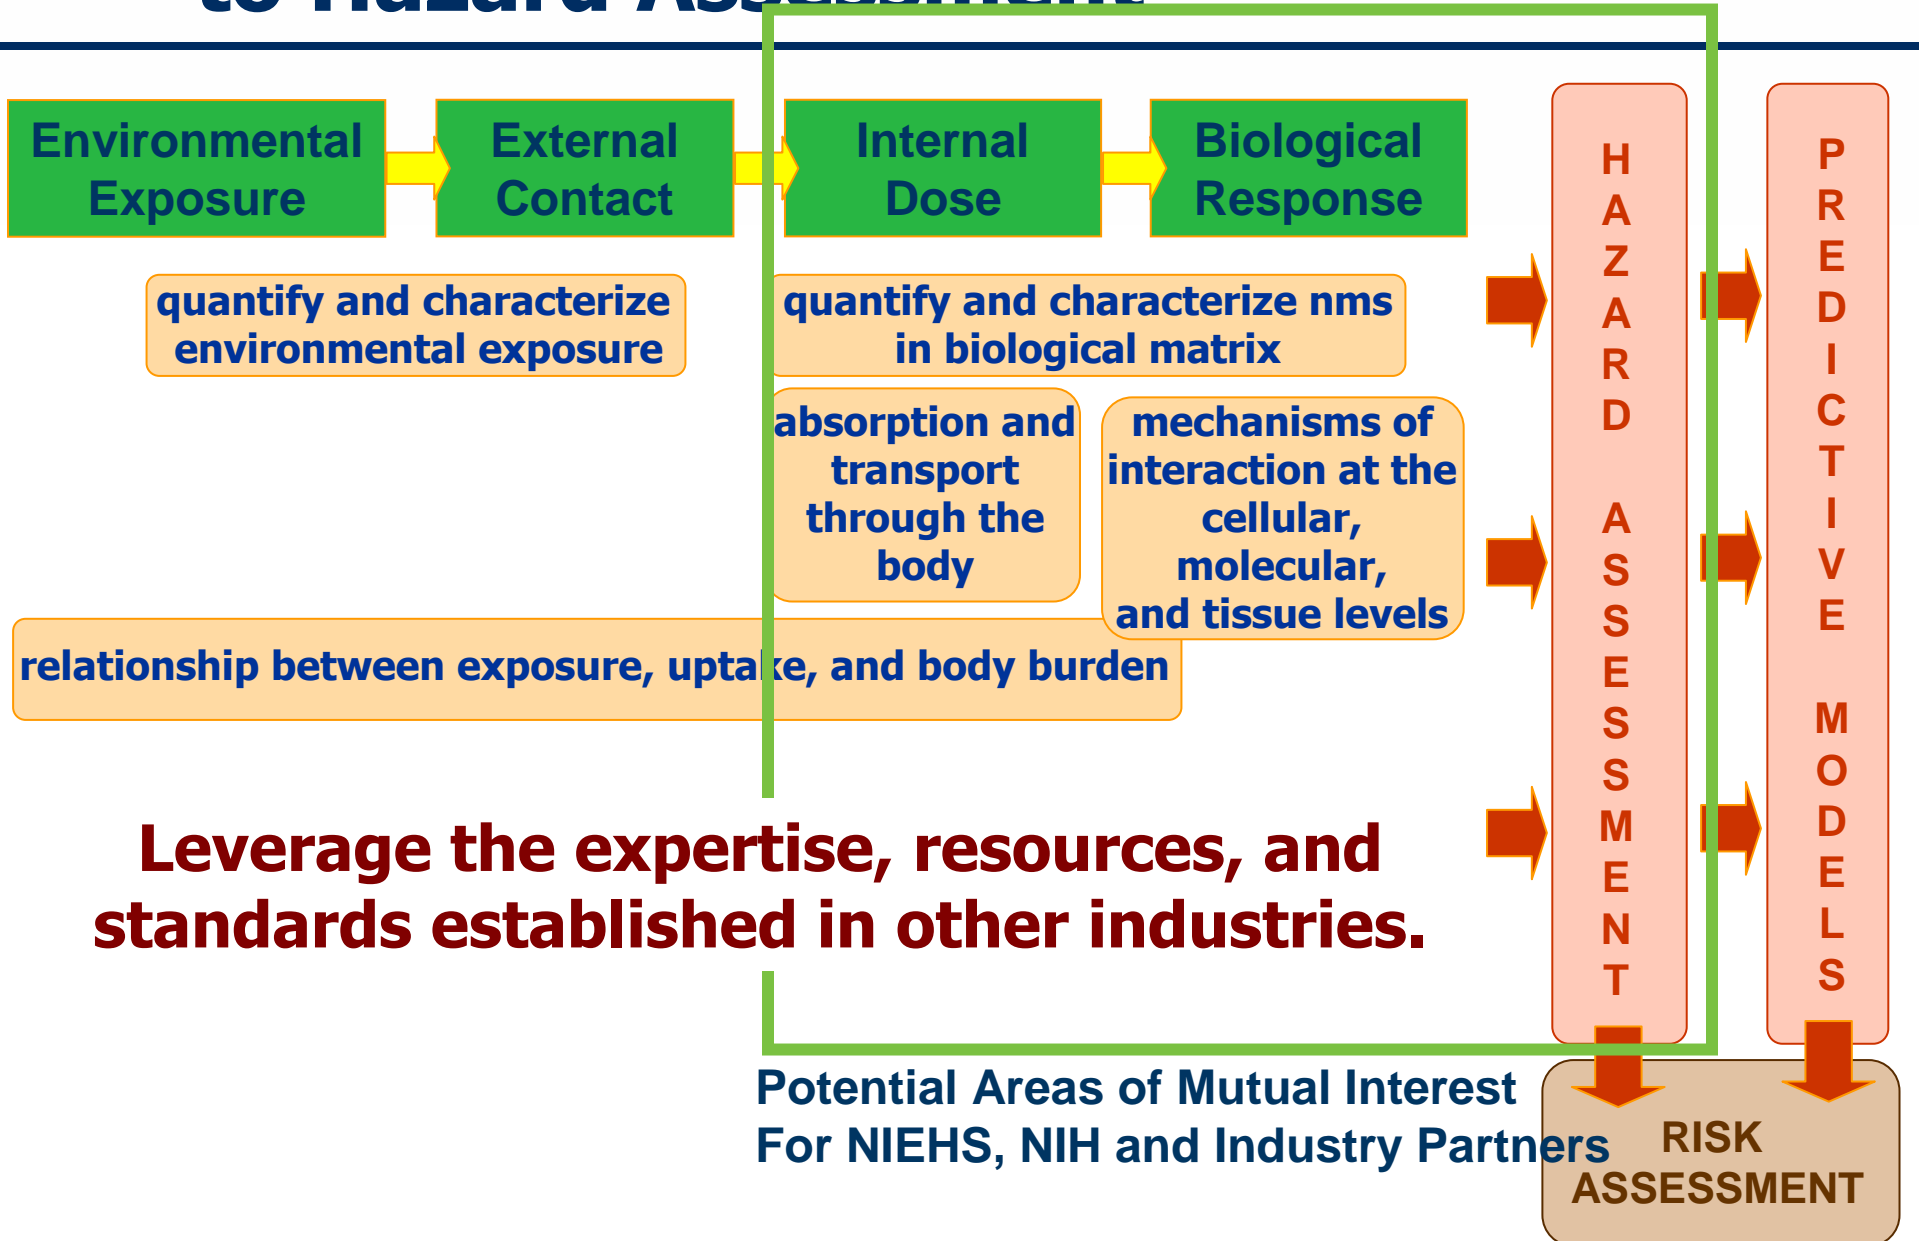 to Hazard Assessment
Environmental
Exposure
External
Contact
Internal
Dose
Biological
Response
quantify and characterize
environmental exposure
quantify and characterize nms
in biological matrix
absorption and
transport
through the
body
mechanisms of
interaction at the
cellular,
molecular,
and tissue levels
relationship between exposure, uptake, and body burden
HAZARD ASSESSMENT
PREDICTIVE MODELS
Leverage the expertise, resources, and
standards established in other industries.
Potential Areas of Mutual Interest
For NIEHS, NIH and Industry Partners
RISK
ASSESSMENT